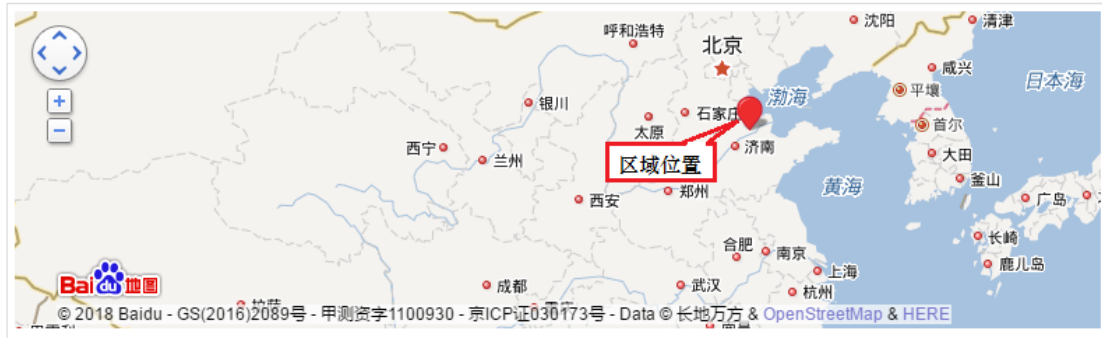 沈阳
清津
呼和浩特
北京
咸兴
日本海
平壤
渤海
银川
石家庄
首尔
太原
济南
大田
西宁
兰州
区域位置
釜山
黄海
郑州
西安
广岛
长崎
合肥
南京
鹿儿岛
上海
Bai du 地图
成都
武汉
杭州
拉萨
© 2018 Baidu - GS(2016)2089号 - 甲测资字1100930 - 京ICP证030173号 - Data © 长地万方 & OpenStreetMap & HERE